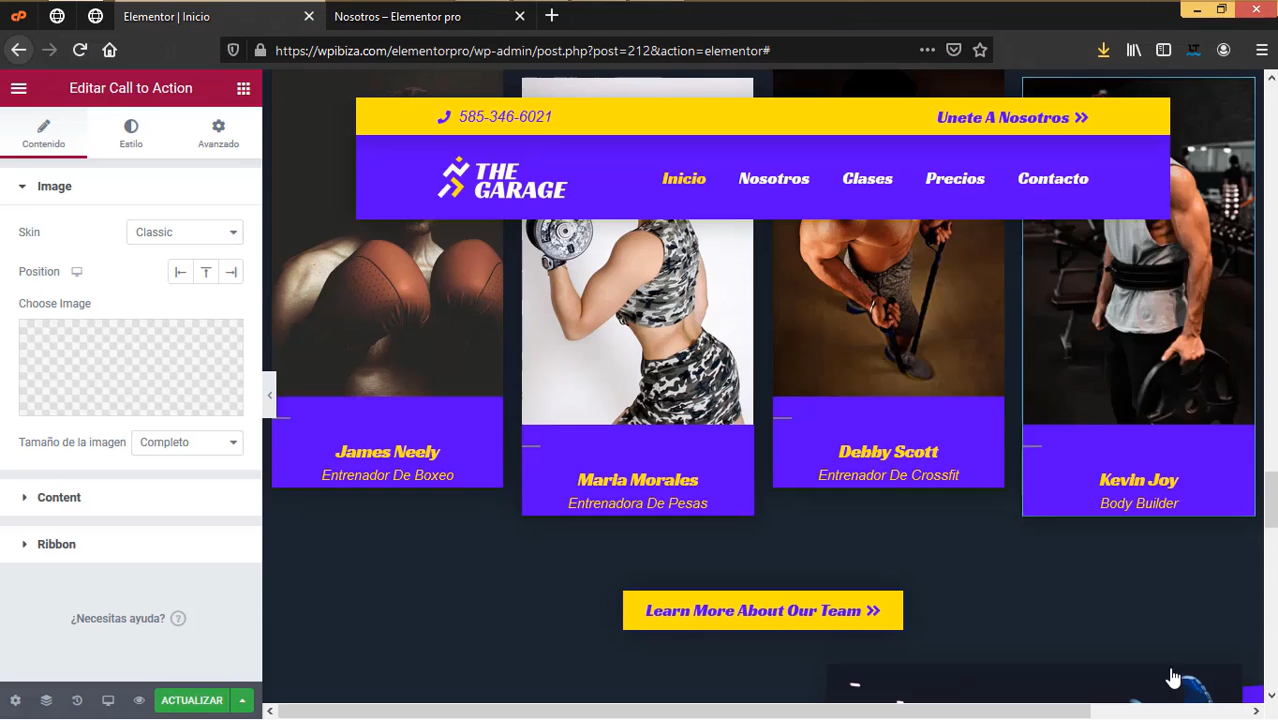 Elementor | Inicio
Nosotros – Elementor pro
https://wpibiza.com/elementorpro/wp-admin/post.php?post=212&action=elementor#
Editar Call to Action
Contenido
Estilo
Avanzado
Image
Skin
Classic
Position
Choose Image
Tamaño de la imagen
Completo
Content
Ribbon
¿Necesitas ayuda?
ACTUALIZAR
585-346-6021
Unete A Nosotros
THE
GARAGE
Inicio
Nosotros
Clases
Precios
Contacto
James Neely
Entrenador De Boxeo
Maria Morales
Entrenadora De Pesas
Debby Scott
Entrenador De Crossfit
Kevin Joy
Body Builder
Learn More About Our Team